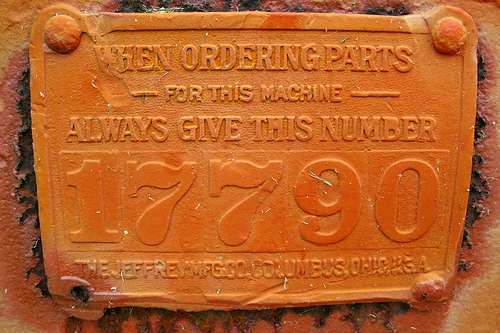 WHEN ORDERING PARTS
— FOR THIS MACHINE —
ALWAYS GIVE THIS NUMBER
17790
THE JEFFREY MFG. CO. COLUMBUS, OHIO, U.S.A.